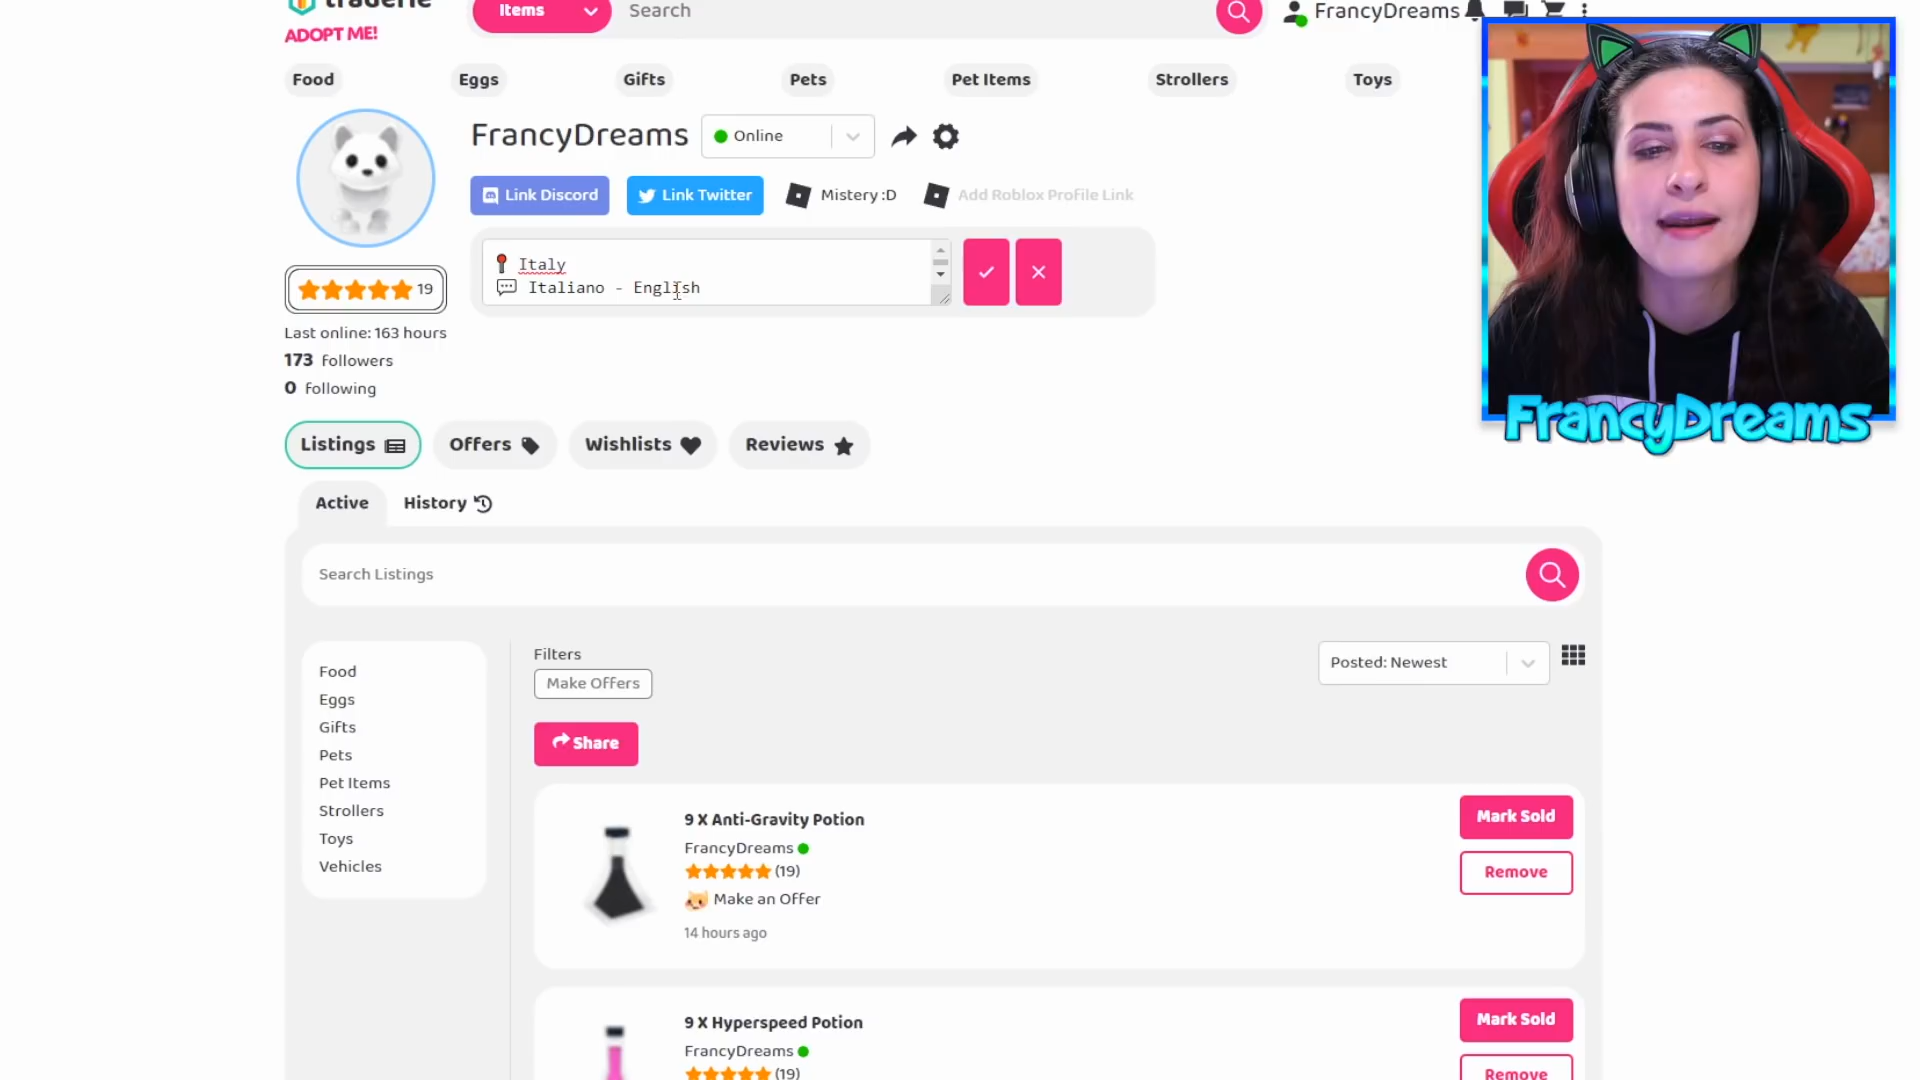 traderie
ADOPT ME!
Items
Search
FrancyDreams
Food
Eggs
Gifts
Pets
Pet Items
Strollers
Toys
FrancyDreams
Online
Link Discord
Link Twitter
Mistery :D
Add Roblox Profile Link
Italy
Italiano - English
19
Last online: 163 hours
173 followers
0 following
FrancyDreams
Listings
Offers
Wishlists
Reviews
Active
History
Search Listings
Food
Eggs
Gifts
Pets
Pet Items
Strollers
Toys
Vehicles
Filters
Make Offers
Posted: Newest
Share
9 X Anti-Gravity Potion
FrancyDreams
(19)
Make an Offer
14 hours ago
Mark Sold
Remove
9 X Hyperspeed Potion
FrancyDreams
(19)
Mark Sold
Remove